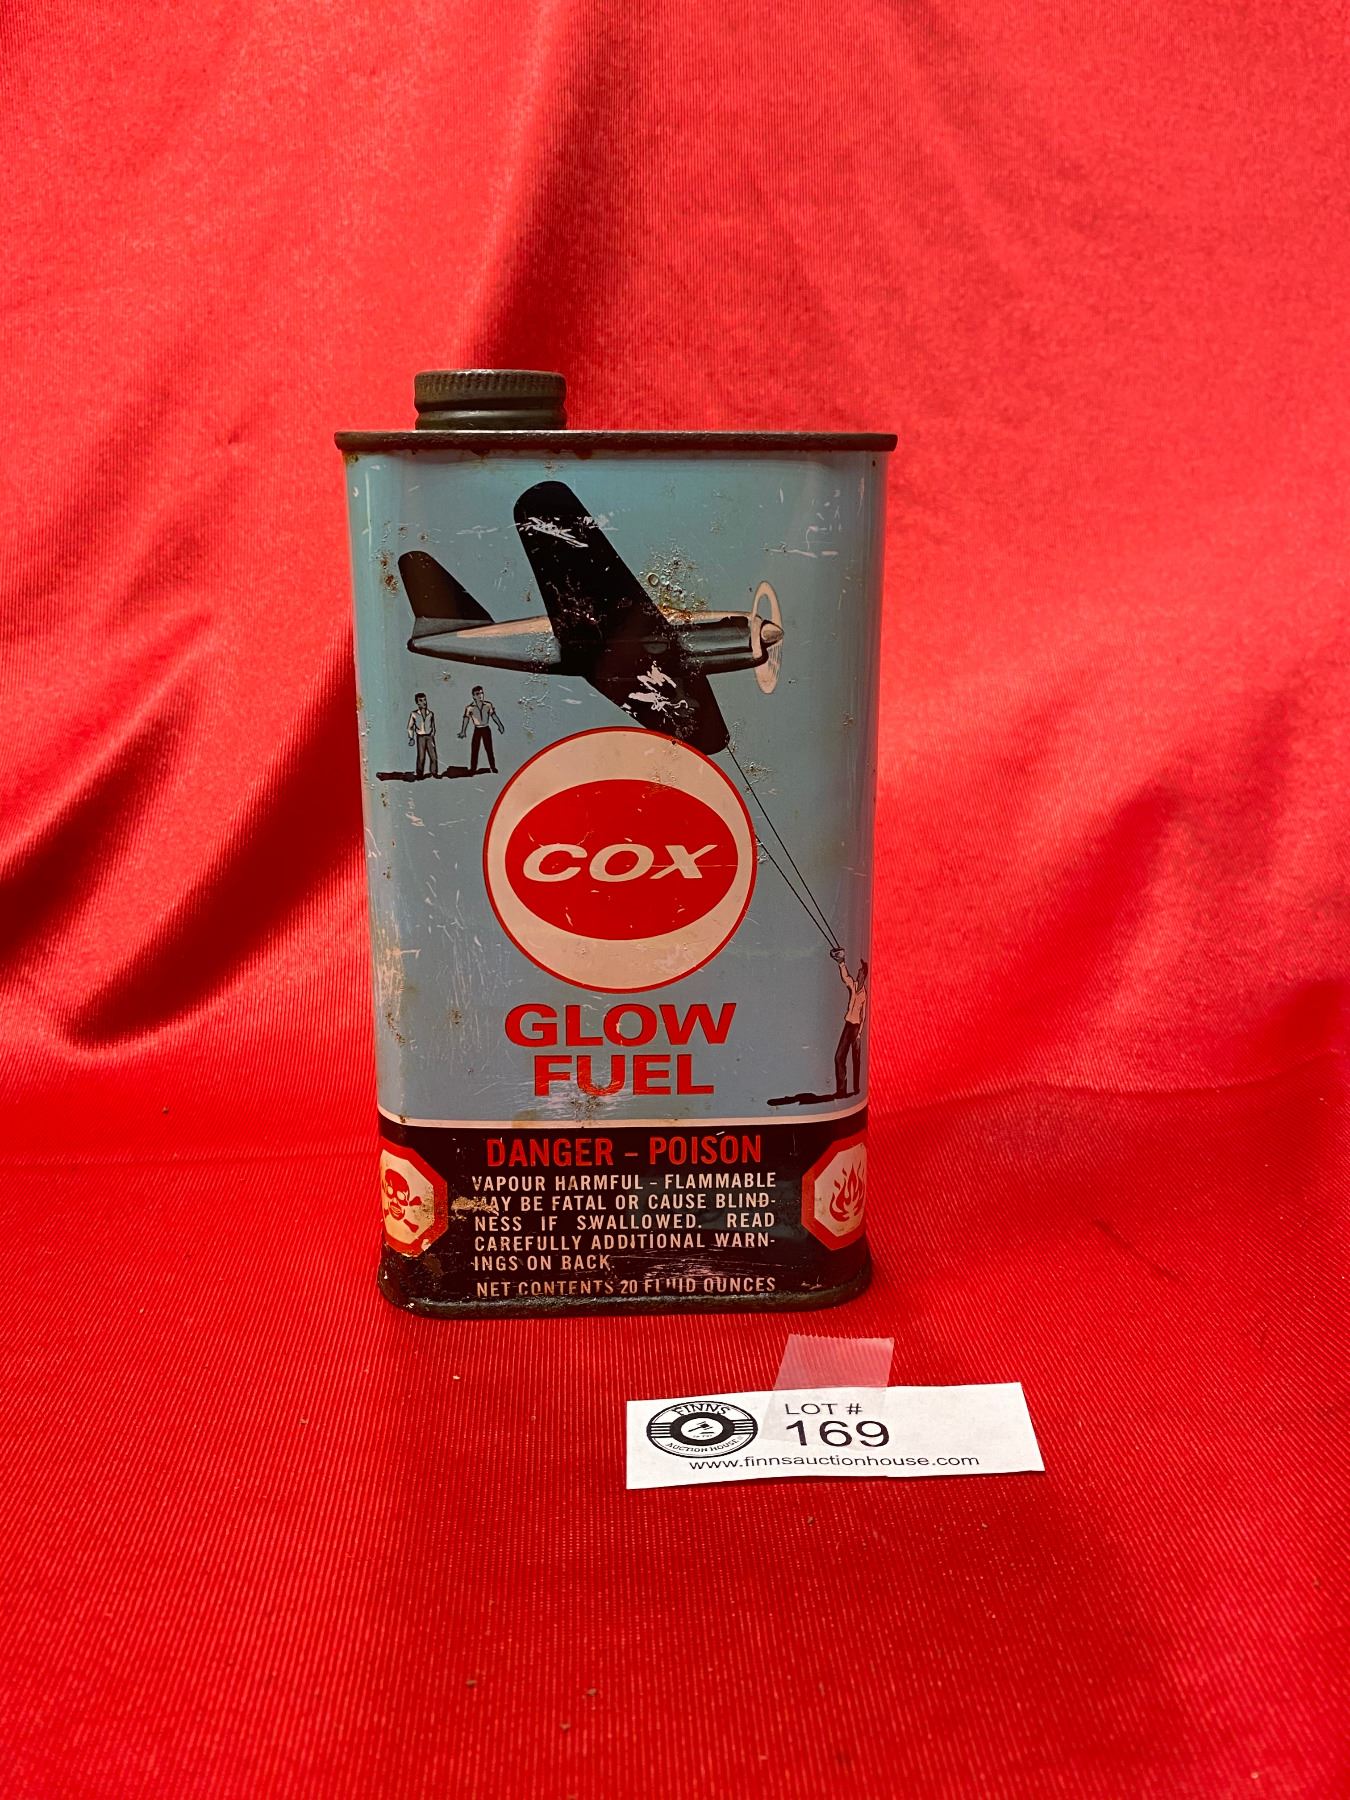 COX
GLOW
FUEL
DANGER – POISON
VAPOUR HARMFUL – FLAMMABLE
MAY BE FATAL OR CAUSE BLIND-
NESS IF SWALLOWED. READ
CAREFULLY ADDITIONAL WARN-
INGS ON BACK.
NET CONTENTS 20 FLUID OUNCES
FINNS
AUCTION HOUSE
LOT #
169
www.finnsauctionhouse.com